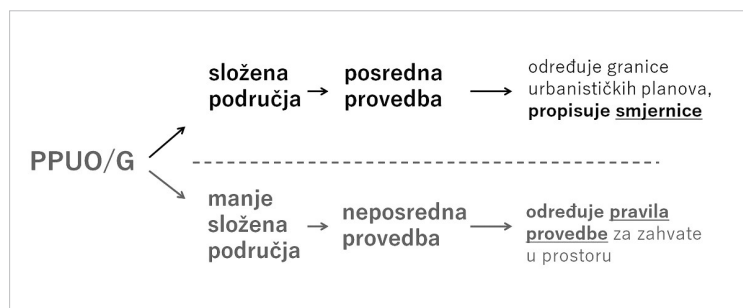 PPUO/G
složena
područja
posredna
provedba
određuje granice
urbanističkih planova,
propisuje smjernice
manje
složena
područja
neposredna
provedba
određuje pravila
provedbe za zahvate
u prostoru